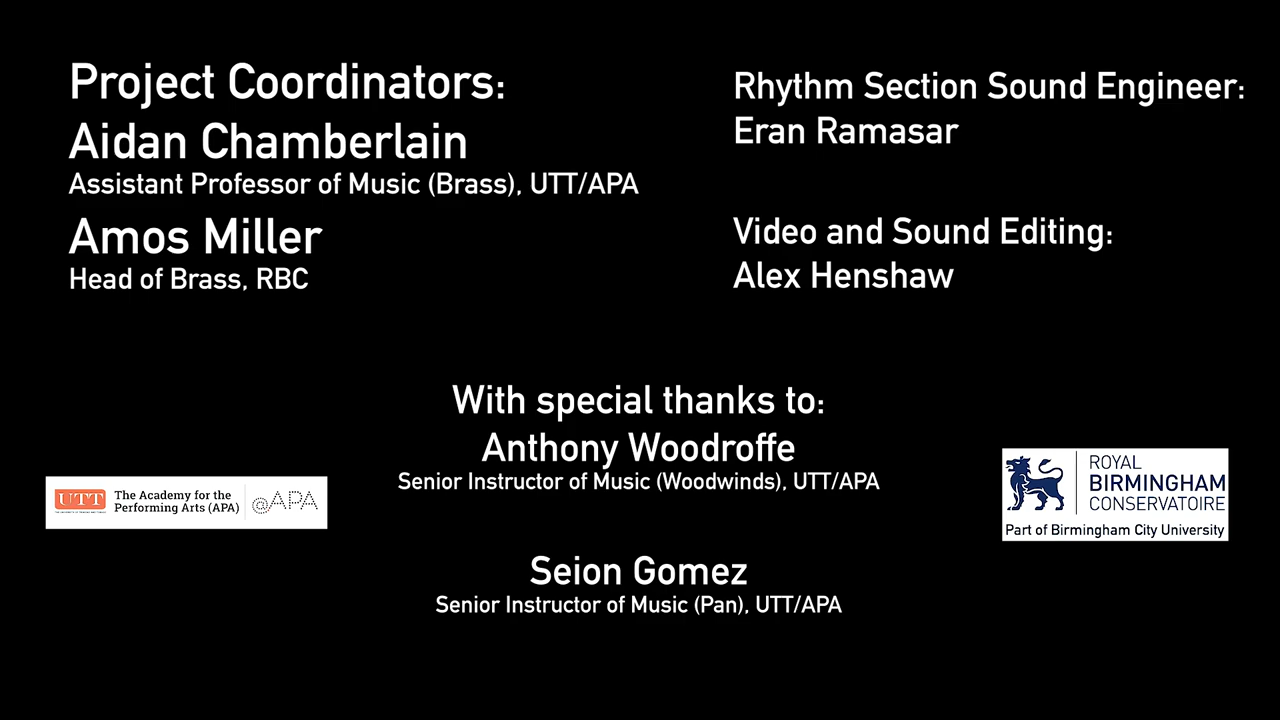 Project Coordinators:
Aidan Chamberlain
Assistant Professor of Music (Brass), UTT/APA
Amos Miller
Head of Brass, RBC
Rhythm Section Sound Engineer:
Eran Ramasar
Video and Sound Editing:
Alex Henshaw
With special thanks to:
Anthony Woodroffe
Senior Instructor of Music (Woodwinds), UTT/APA
Seion Gomez
Senior Instructor of Music (Pan), UTT/APA
UTT
The Academy for the
Performing Arts (APA)
@APA
ROYAL
BIRMINGHAM
CONSERVATOIRE
Part of Birmingham City University